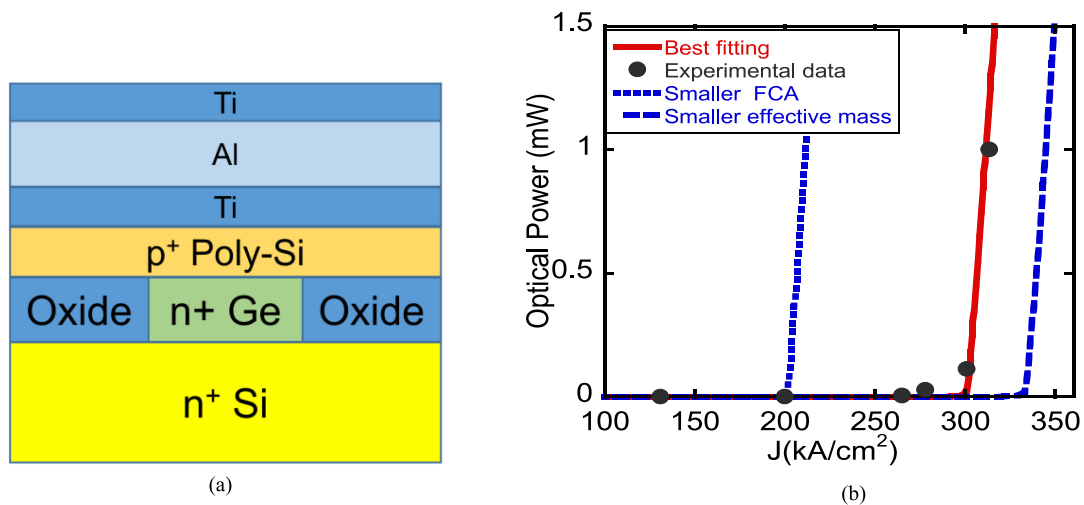 Ti
Al
Ti
p⁺ Poly-Si
Oxide n+ Ge Oxide
n⁺ Si
(a)
1.5
1
0.5
0
Optical Power (mW)
Best fitting
Experimental data
Smaller FCA
Smaller effective mass
100 150 200 250 300 350
J(kA/cm²)
(b)